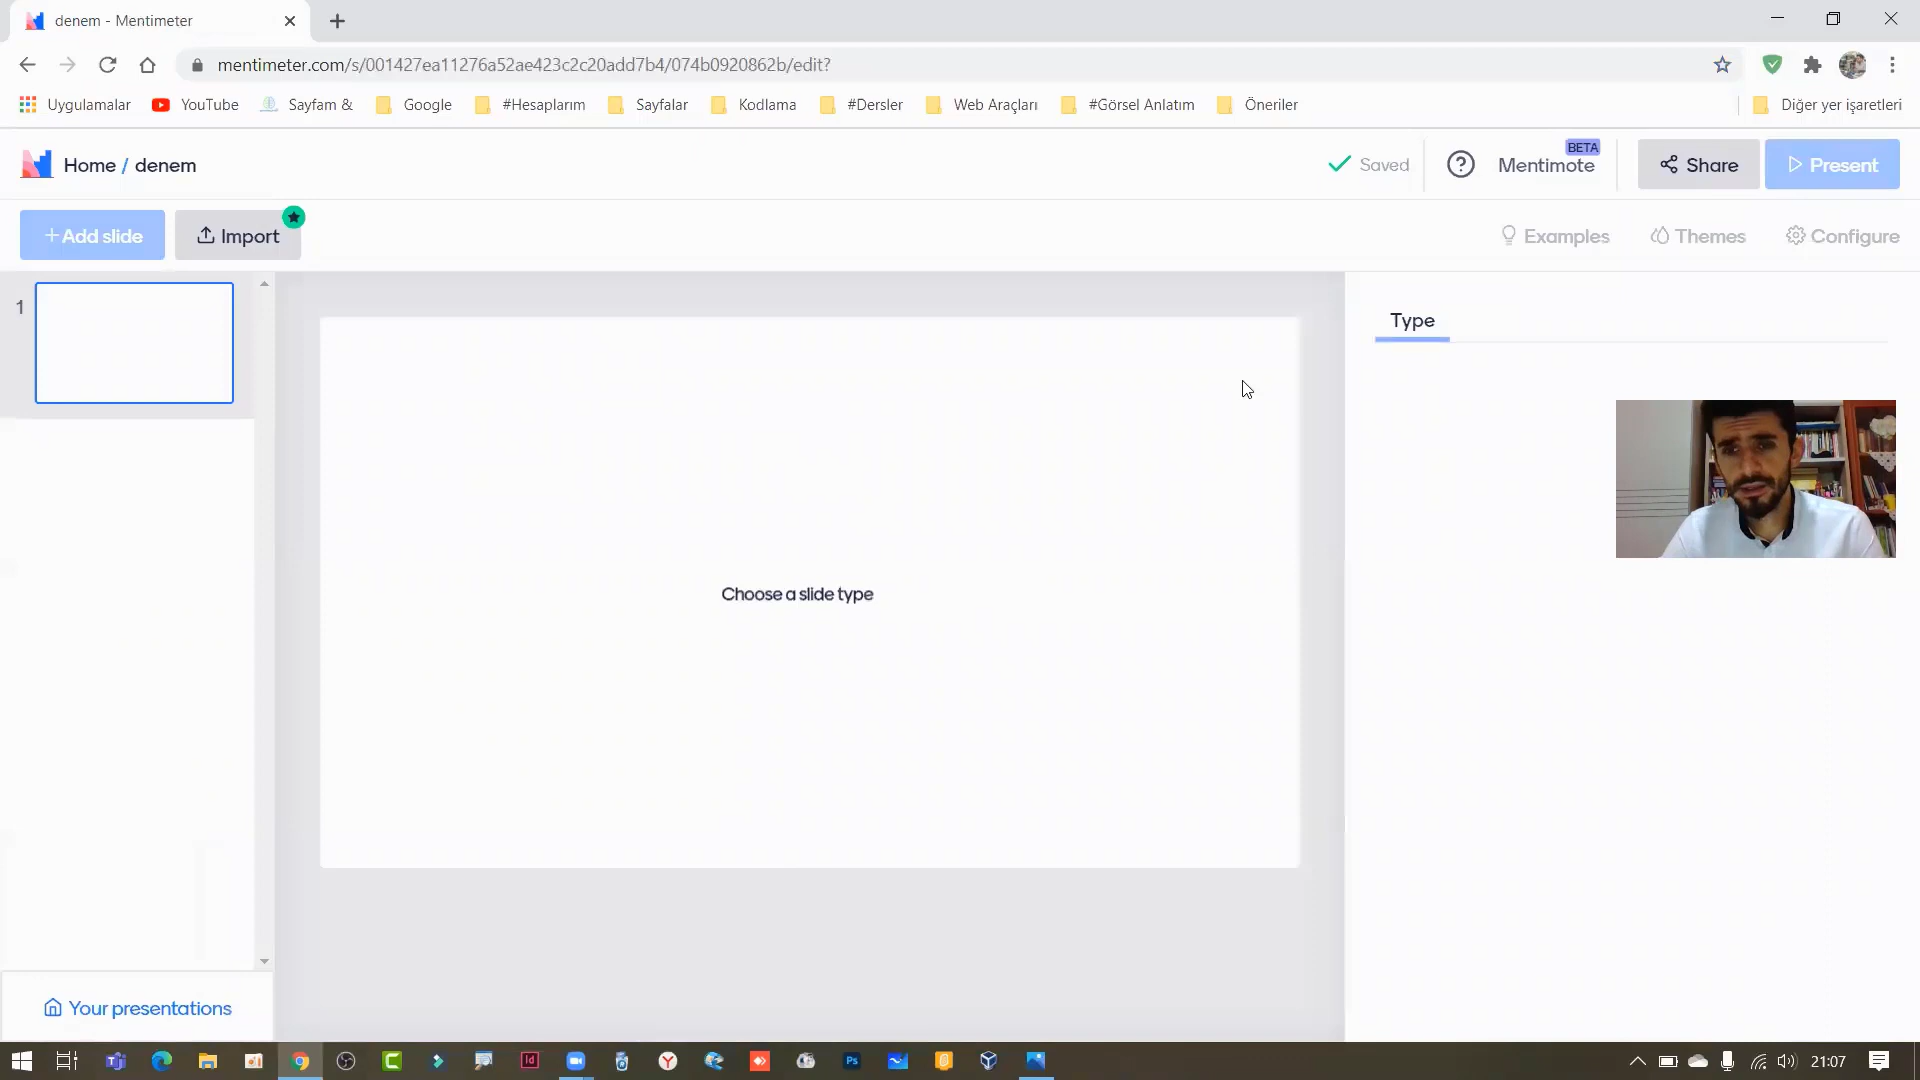 denem - Mentimeter
mentimeter.com/s/001427ea11276a52ae423c2c20add7b4/074b0920862b/edit?
Uygulamalar YouTube Sayfam & Google #Hesaplarım Sayfalar Kodlama #Dersler Web Araçları #Görsel Anlatım Öneriler Diğer yer işaretleri
Home / denem Saved Mentimote BETA Share Present
+Add slide Import Examples Themes Configure
1
Type
Choose a slide type
Your presentations
21:07